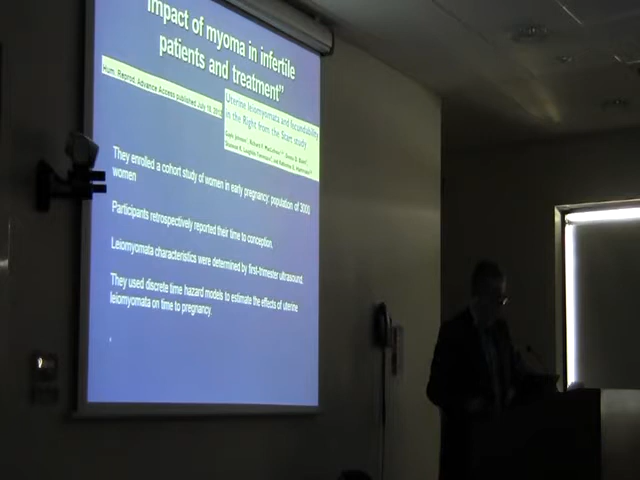 Impact of myoma in infertile
patients and treatment"
Hum. Reprod. Advance Access published July 18, 201
Uterine leiomyomata and fecundability
in the Right from the Start study
They enrolled a cohort study of women in early pregnancy: population of 3000
women
Participants retrospectively reported their time to conception.
Leiomyomata characteristics were determined by first-trimester ultrasound.
They used discrete time hazard models to estimate the effects of uterine
leiomyomata on time to pregnancy.